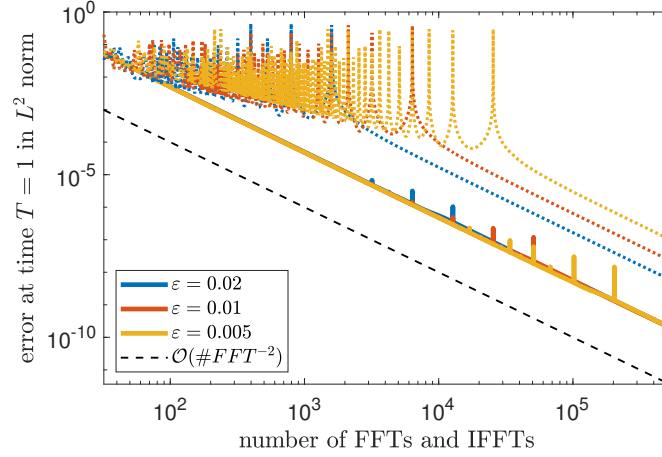 10^0
10^-5
10^-10
error at time T = 1 in L^2 norm
ε = 0.02
ε = 0.01
ε = 0.005
O(#FFT^-2)
10^2 10^3 10^4 10^5
number of FFTs and IFFTs